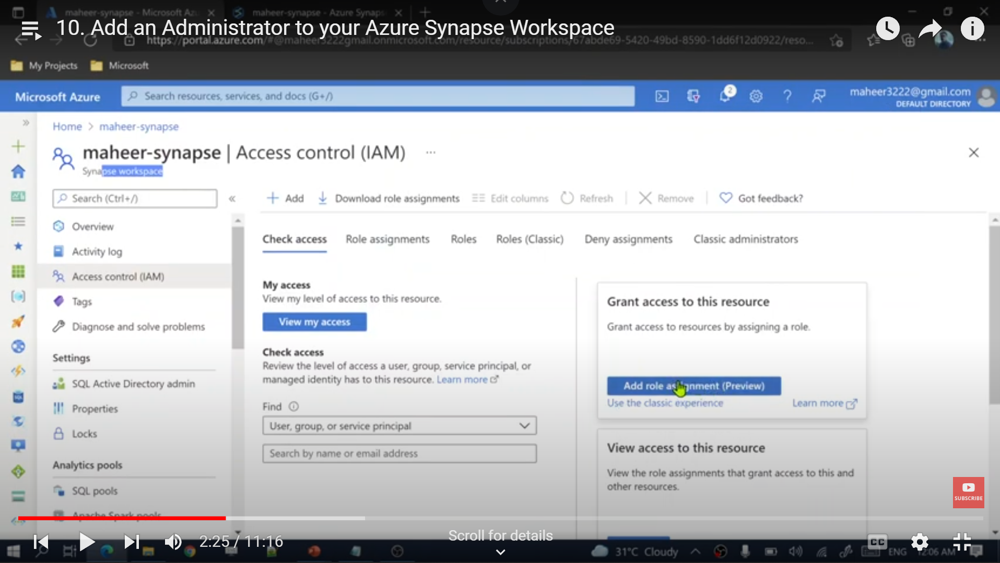 maheer-synapse - Microsoft Azu
maheer-synapse - Azure Synaps
10. Add an Administrator to your Azure Synapse Workspace
https://portal.azure.com/#@maheer3222gmail.onmicrosoft.com/resource/subscriptions/67abde69-5420-49bd-8590-1dd6f12d0922/reso...
My Projects
Microsoft
Microsoft Azure
Search resources, services, and docs (G+/)
2
maheer3222@gmail.com
DEFAULT DIRECTORY
Home > maheer-synapse
maheer-synapse | Access control (IAM) ...
Synapse workspace
Search (Ctrl+/)
«
Add
Download role assignments
Edit columns
Refresh
Remove
Got feedback?
Overview
Activity log
Access control (IAM)
Tags
Diagnose and solve problems
Settings
SQL Active Directory admin
Properties
Locks
Analytics pools
SQL pools
Apache Spark pools
Check access
Role assignments
Roles
Roles (Classic)
Deny assignments
Classic administrators
My access
View my level of access to this resource.
View my access
Check access
Review the level of access a user, group, service principal, or
managed identity has to this resource. Learn more
Find
User, group, or service principal
Search by name or email address
Grant access to this resource
Grant access to resources by assigning a role.
Add role assignment (Preview)
Use the classic experience
Learn more
View access to this resource
View the role assignments that grant access to this and
other resources.
SUBSCRIBE
2:25 / 11:16
Scroll for details
CC
31°C Cloudy
ENG
12:06 AM